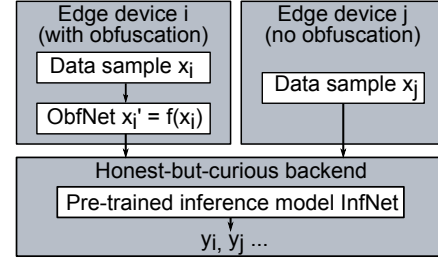 Edge device i
(with obfuscation)
Data sample xi
ObfNet xi' = f(xi)
Edge device j
(no obfuscation)
Data sample xj
Honest-but-curious backend
Pre-trained inference model InfNet
yi, yj ...